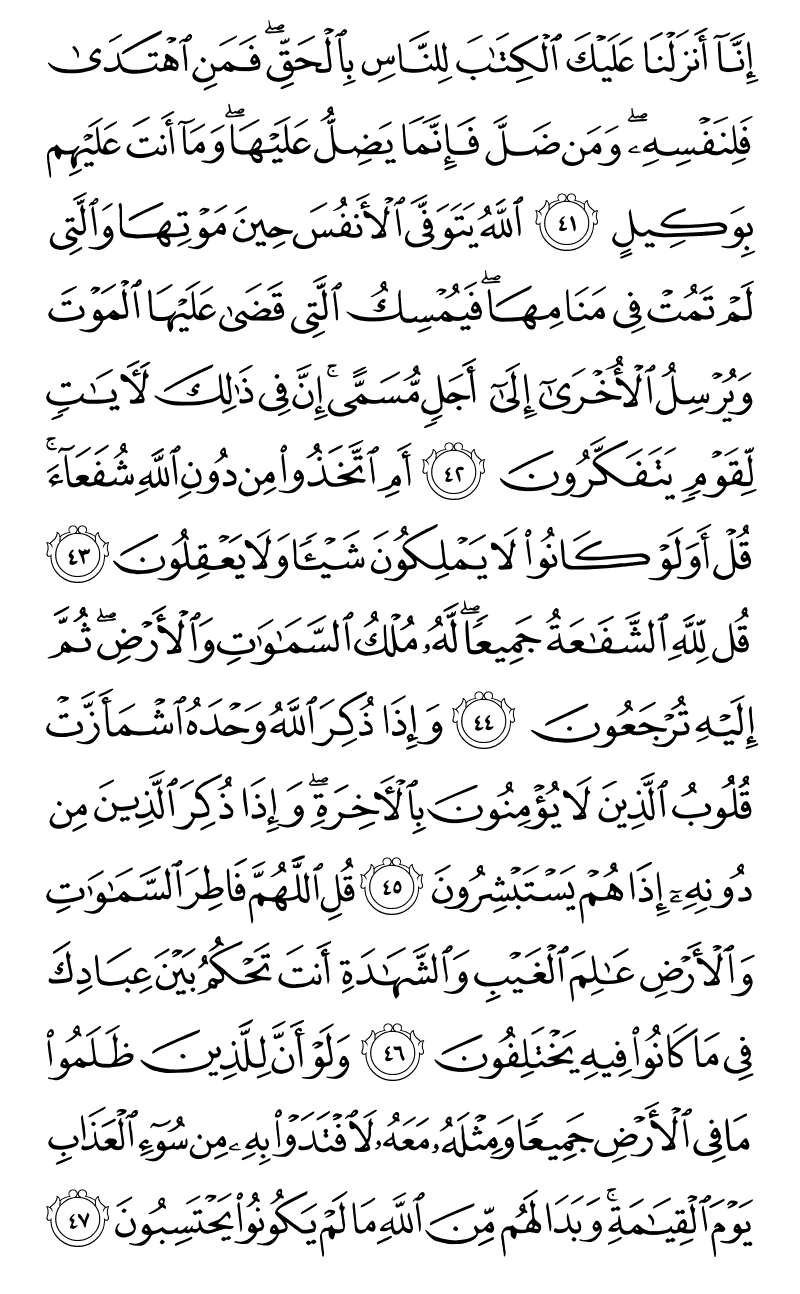 إِنَّآ أَنزَلۡنَا عَلَيۡكَ ٱلۡكِتَٰبَ لِلنَّاسِ بِٱلۡحَقِّۖ فَمَنِ ٱهۡتَدَىٰ
فَلِنَفۡسِهِۦۖ وَمَن ضَلَّ فَإِنَّمَا يَضِلُّ عَلَيۡهَاۖ وَمَآ أَنتَ عَلَيۡهِم
بِوَكِيلٍ ٤١ ٱللَّهُ يَتَوَفَّى ٱلۡأَنفُسَ حِينَ مَوۡتِهَا وَٱلَّتِي
لَمۡ تَمُتۡ فِي مَنَامِهَاۖ فَيُمۡسِكُ ٱلَّتِي قَضَىٰ عَلَيۡهَا ٱلۡمَوۡتَ
وَيُرۡسِلُ ٱلۡأُخۡرَىٰٓ إِلَىٰٓ أَجَلٖ مُّسَمًّىۚ إِنَّ فِي ذَٰلِكَ لَأٓيَٰتٖ
لِّقَوۡمٖ يَتَفَكَّرُونَ ٤٢ أَمِ ٱتَّخَذُواْ مِن دُونِ ٱللَّهِ شُفَعَآءَۚ
قُلۡ أَوَلَوۡ كَانُواْ لَا يَمۡلِكُونَ شَيۡـٔٗا وَلَا يَعۡقِلُونَ ٤٣
قُل لِّلَّهِ ٱلشَّفَٰعَةُ جَمِيعٗاۖ لَّهُۥ مُلۡكُ ٱلسَّمَٰوَٰتِ وَٱلۡأَرۡضِۖ ثُمَّ
إِلَيۡهِ تُرۡجَعُونَ ٤٤ وَإِذَا ذُكِرَ ٱللَّهُ وَحۡدَهُ ٱشۡمَأَزَّتۡ
قُلُوبُ ٱلَّذِينَ لَا يُؤۡمِنُونَ بِٱلۡأٓخِرَةِۖ وَإِذَا ذُكِرَ ٱلَّذِينَ مِن
دُونِهِۦٓ إِذَا هُمۡ يَسۡتَبۡشِرُونَ ٤٥ قُلِ ٱللَّهُمَّ فَاطِرَ ٱلسَّمَٰوَٰتِ
وَٱلۡأَرۡضِ عَٰلِمَ ٱلۡغَيۡبِ وَٱلشَّهَٰدَةِ أَنتَ تَحۡكُمُ بَيۡنَ عِبَادِكَ
فِي مَا كَانُواْ فِيهِ يَخۡتَلِفُونَ ٤٦ وَلَوۡ أَنَّ لِلَّذِينَ ظَلَمُواْ
مَا فِي ٱلۡأَرۡضِ جَمِيعٗا وَمِثۡلَهُۥ مَعَهُۥ لَٱفۡتَدَوۡاْ بِهِۦ مِن سُوٓءِ ٱلۡعَذَابِ
يَوۡمَ ٱلۡقِيَٰمَةِۚ وَبَدَا لَهُم مِّنَ ٱللَّهِ مَا لَمۡ يَكُونُواْ يَحۡتَسِبُونَ ٤٧